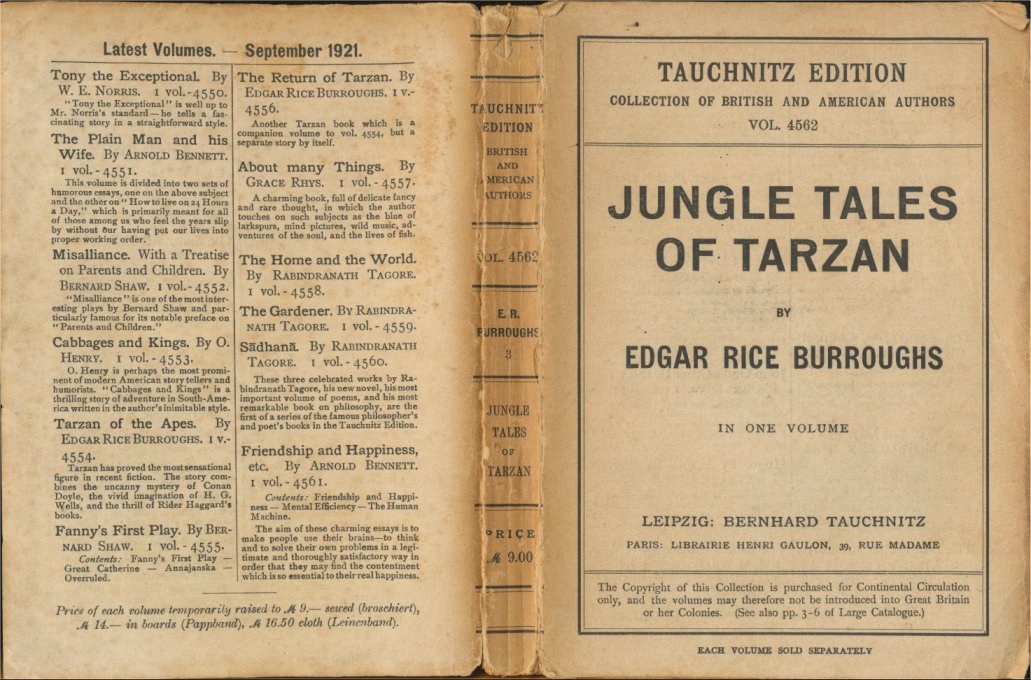 Latest Volumes. — September 1921.
Tony the Exceptional. By
W. E. NORRIS. 1 vol.-4550.
"Tony the Exceptional" is well up to
Mr. Norris's standard—he tells a fas-
cinating story in a straightforward style.
The Plain Man and his
Wife. By ARNOLD BENNETT.
1 vol. - 4551.
This volume is divided into two sets of
humorous essays, one on the above subject
and the other on "How to live on 24 Hours
a Day," which is primarily meant for all
of those among us who feel the years slip
by without our having put our lives into
proper working order.
Misalliance. With a Treatise
on Parents and Children. By
BERNARD SHAW. 1 vol.-4552.
"Misalliance" is one of the most inter-
esting plays by Bernard Shaw and par-
ticularly famous for its notable preface on
"Parents and Children."
Cabbages and Kings. By O.
HENRY. 1 vol. - 4553.
O. Henry is perhaps the most promi-
nent of modern American story tellers and
humorists. "Cabbages and Kings" is a
thrilling story of adventure in South-Ame-
rica written in the author's inimitable style.
Tarzan of the Apes. By
EDGAR RICE BURROUGHS. 1 v.-
4554.
Tarzan has proved the most sensational
figure in recent fiction. The story com-
bines the uncanny mystery of Conan
Doyle, the vivid imagination of H. G.
Wells, and the thrill of Rider Haggard's
books.
Fanny's First Play. By BER-
NARD SHAW. 1 vol. - 4555.
Contents: Fanny's First Play —
Great Catherine — Annajanska —
Overruled.
The Return of Tarzan. By
EDGAR RICE BURROUGHS. 1 v.-
4556.
Another Tarzan book which is a
companion volume to vol. 4554, but a
separate story by itself.
About many Things. By
GRACE RHYS. 1 vol. - 4557.
A charming book, full of delicate fancy
and rare thought, in which the author
touches on such subjects as the blue of
larkspurs, mind pictures, wild music, ad-
ventures of the soul, and the lives of fish.
The Home and the World.
By RABINDRANATH TAGORE.
1 vol. - 4558.
The Gardener. By RABINDRA-
NATH TAGORE. 1 vol. - 4559.
Sādhanā. By RABINDRANATH
TAGORE. 1 vol. - 4560.
These three celebrated works by Ra-
bindranath Tagore, his new novel, his most
important volume of poems, and his most
remarkable book on philosophy, are the
first of a series of the famous philosopher's
and poet's books in the Tauchnitz Edition.
Friendship and Happiness,
etc. By ARNOLD BENNETT.
1 vol. - 4561.
Contents: Friendship and Happi-
ness — Mental Efficiency — The Human
Machine.
The aim of these charming essays is to
make people use their brains—to think
and to solve their own problems in a legi-
timate and thoroughly satisfactory way in
order that they may find the contentment
which is so essential to their real happiness.
Price of each volume temporarily raised to ℳ 9.— sewed (broschiert),
ℳ 14.— in boards (Pappband), ℳ 16.50 cloth (Leinenband).
TAUCHNITZ
EDITION
BRITISH
AND
AMERICAN
AUTHORS
VOL. 4562
E. R.
BURROUGHS
3
JUNGLE
TALES
OF
TARZAN
PRICE
ℳ 9.00
TAUCHNITZ EDITION
COLLECTION OF BRITISH AND AMERICAN AUTHORS
VOL. 4562
JUNGLE TALES
OF TARZAN
BY
EDGAR RICE BURROUGHS
IN ONE VOLUME
LEIPZIG: BERNHARD TAUCHNITZ
PARIS: LIBRAIRIE HENRI GAULON, 39, RUE MADAME
The Copyright of this Collection is purchased for Continental Circulation
only, and the volumes may therefore not be introduced into Great Britain
or her Colonies. (See also pp. 3-6 of Large Catalogue.)
EACH VOLUME SOLD SEPARATELY